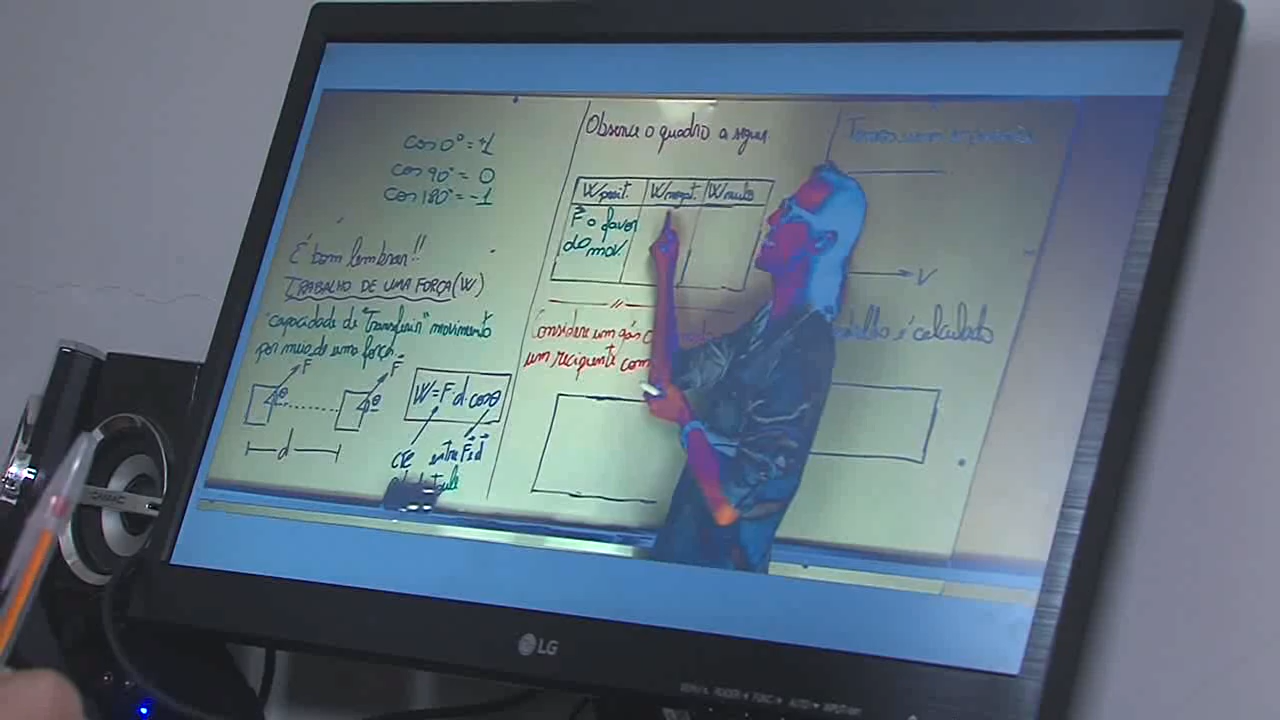 cos 0° = +1
cos 90° = 0
cos 180° = -1
É bom lembrar!!
TRABALHO DE UMA FORÇA (W)
"capacidade de "transferir" movimento
por meio de uma força
F
F
θ
θ
d
W = F d. cosθ
entre F e d
Observe o quadro a seguir
W posit.
W negat.
W nulo
F a favor
do mov.
Considere um gás
um recipiente com
V
é calculado
LG